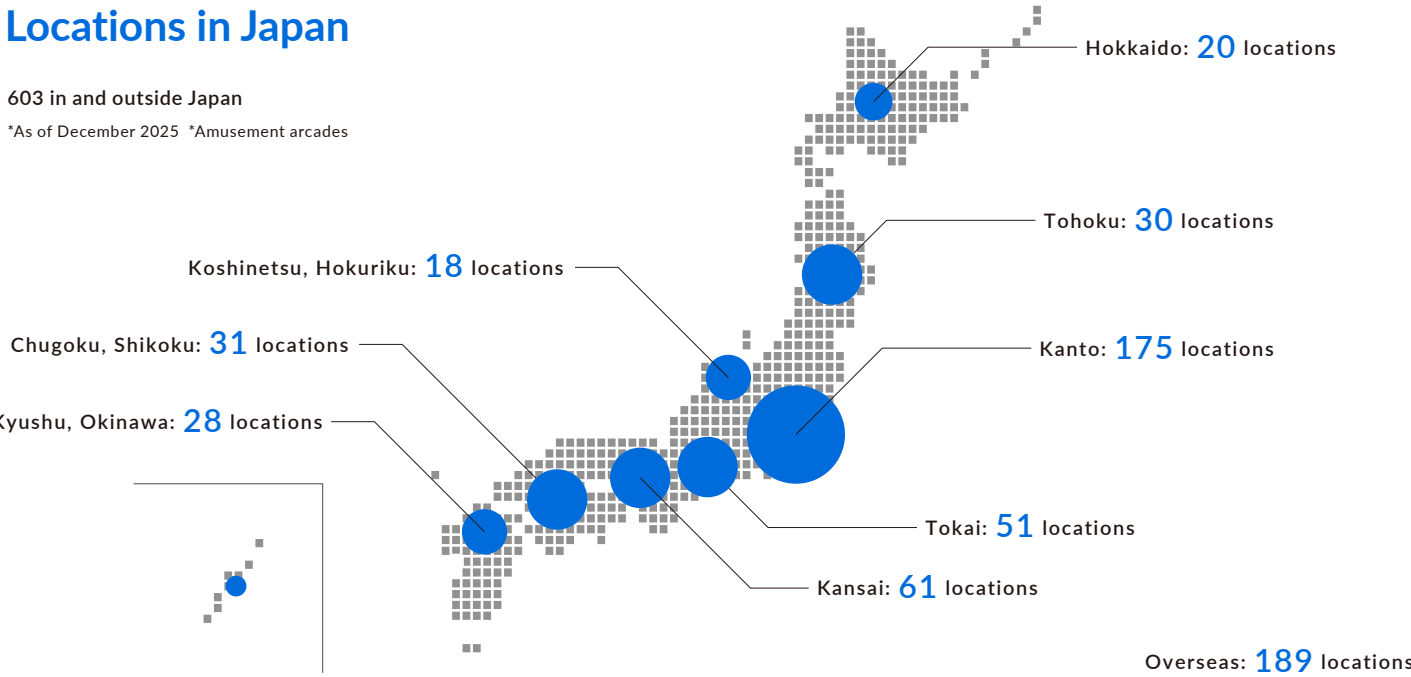 Locations in Japan
603 in and outside Japan
*As of December 2025 *Amusement arcades
Hokkaido: 20 locations
Tohoku: 30 locations
Koshinetsu, Hokuriku: 18 locations
Chugoku, Shikoku: 31 locations
Kanto: 175 locations
Kyushu, Okinawa: 28 locations
Tokai: 51 locations
Kansai: 61 locations
Overseas: 189 locations